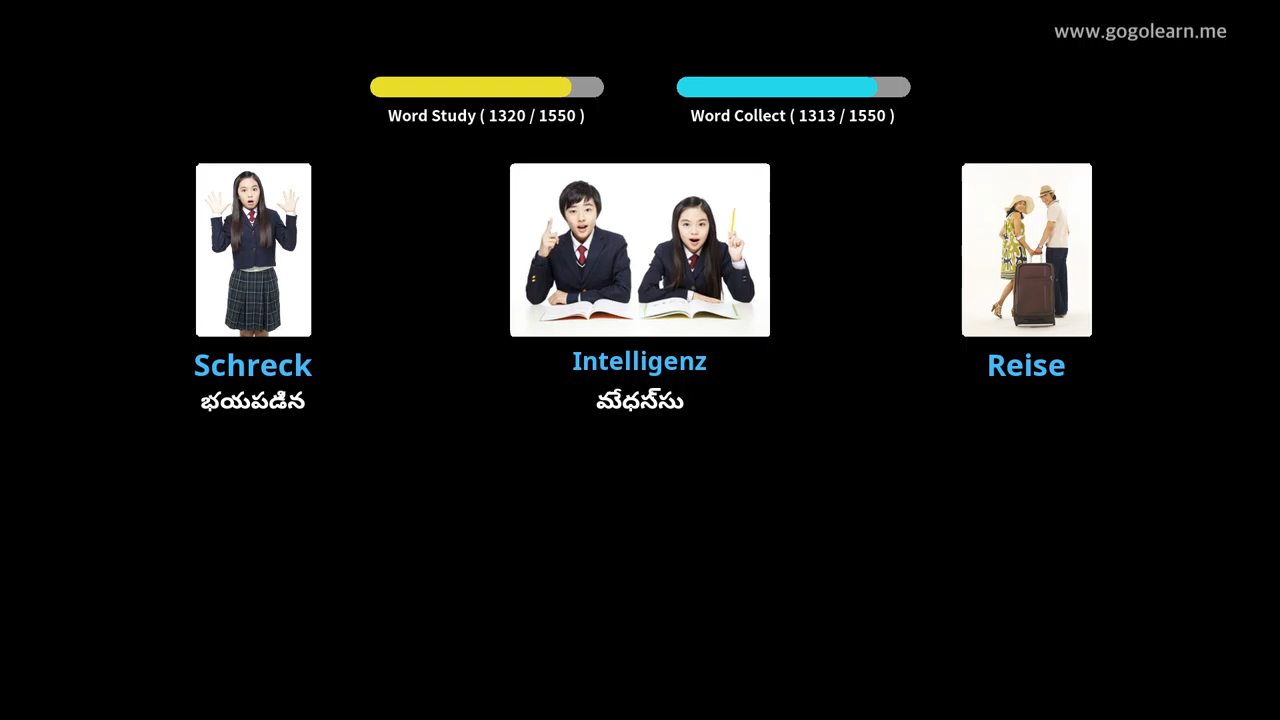 www.gogolearn.me
Word Study ( 1320 / 1550 )
Word Collect ( 1313 / 1550 )
Schreck
Intelligenz
Reise
భయపడిన
మేధస్సు